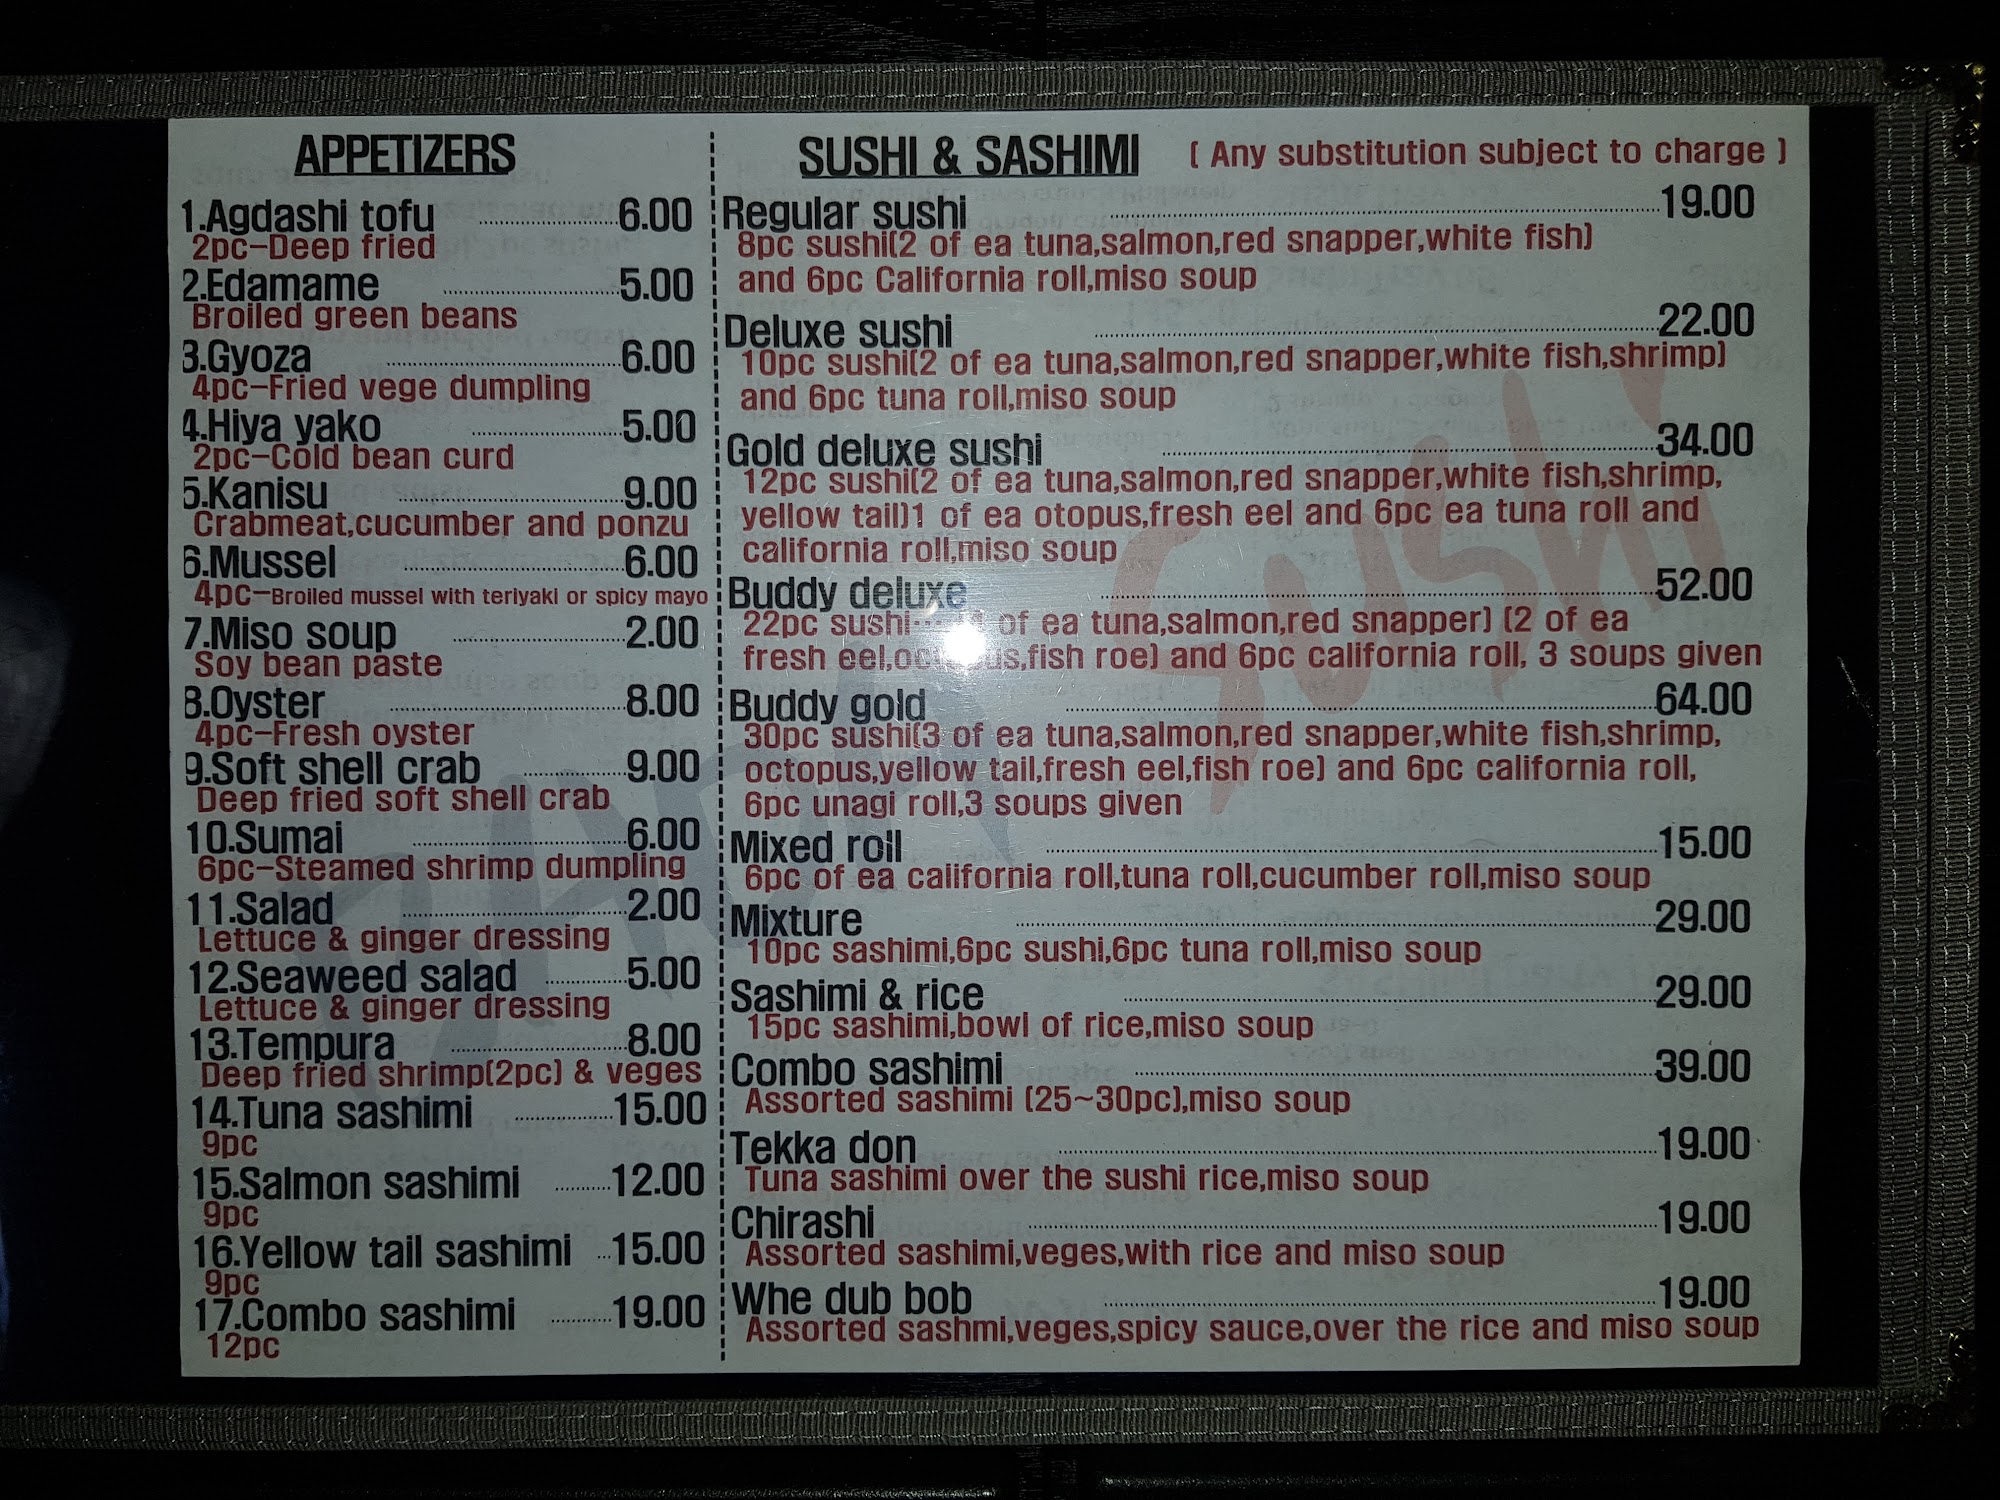 APPETIZERS
1.Agdashi tofu 6.00
2pc-Deep fried
2.Edamame 5.00
Broiled green beans
3.Gyoza 6.00
4pc-Fried vege dumpling
4.Hiya yako 5.00
2pc-Cold bean curd
5.Kanisu 9.00
Crabmeat,cucumber and ponzu
6.Mussel 6.00
4pc-Broiled mussel with teriyaki or spicy mayo
7.Miso soup 2.00
Soy bean paste
8.Oyster 8.00
4pc-Fresh oyster
9.Soft shell crab 9.00
Deep fried soft shell crab
10.Sumai 6.00
6pc-Steamed shrimp dumpling
11.Salad 2.00
Lettuce & ginger dressing
12.Seaweed salad 5.00
Lettuce & ginger dressing
13.Tempura 8.00
Deep fried shrimp(2pc) & veges
14.Tuna sashimi 15.00
9pc
15.Salmon sashimi 12.00
9pc
16.Yellow tail sashimi 15.00
9pc
17.Combo sashimi 19.00
12pc
SUSHI & SASHIMI ( Any substitution subject to charge )
Regular sushi 19.00
8pc sushi(2 of ea tuna,salmon,red snapper,white fish)
and 6pc California roll,miso soup
Deluxe sushi 22.00
10pc sushi(2 of ea tuna,salmon,red snapper,white fish,shrimp)
and 6pc tuna roll,miso soup
Gold deluxe sushi 34.00
12pc sushi(2 of ea tuna,salmon,red snapper,white fish,shrimp,
yellow tail)1 of ea otopus,fresh eel and 6pc ea tuna roll and
california roll,miso soup
Buddy deluxe 52.00
22pc sushi of ea tuna,salmon,red snapper) (2 of ea
fresh eel, fish roe) and 6pc california roll, 3 soups given
Buddy gold 64.00
30pc sushi(3 of ea tuna,salmon,red snapper,white fish,shrimp,
octopus,yellow tail,fresh eel,fish roe) and 6pc california roll,
6pc unagi roll,3 soups given
Mixed roll 15.00
6pc of ea california roll,tuna roll,cucumber roll,miso soup
Mixture 29.00
10pc sashimi,6pc sushi,6pc tuna roll,miso soup
Sashimi & rice 29.00
15pc sashimi,bowl of rice,miso soup
Combo sashimi 39.00
Assorted sashimi (25~30pc),miso soup
Tekka don 19.00
Tuna sashimi over the sushi rice,miso soup
Chirashi 19.00
Assorted sashimi,veges,with rice and miso soup
Whe dub bob 19.00
Assorted sashmi,veges,spicy sauce,over the rice and miso soup
Sushi